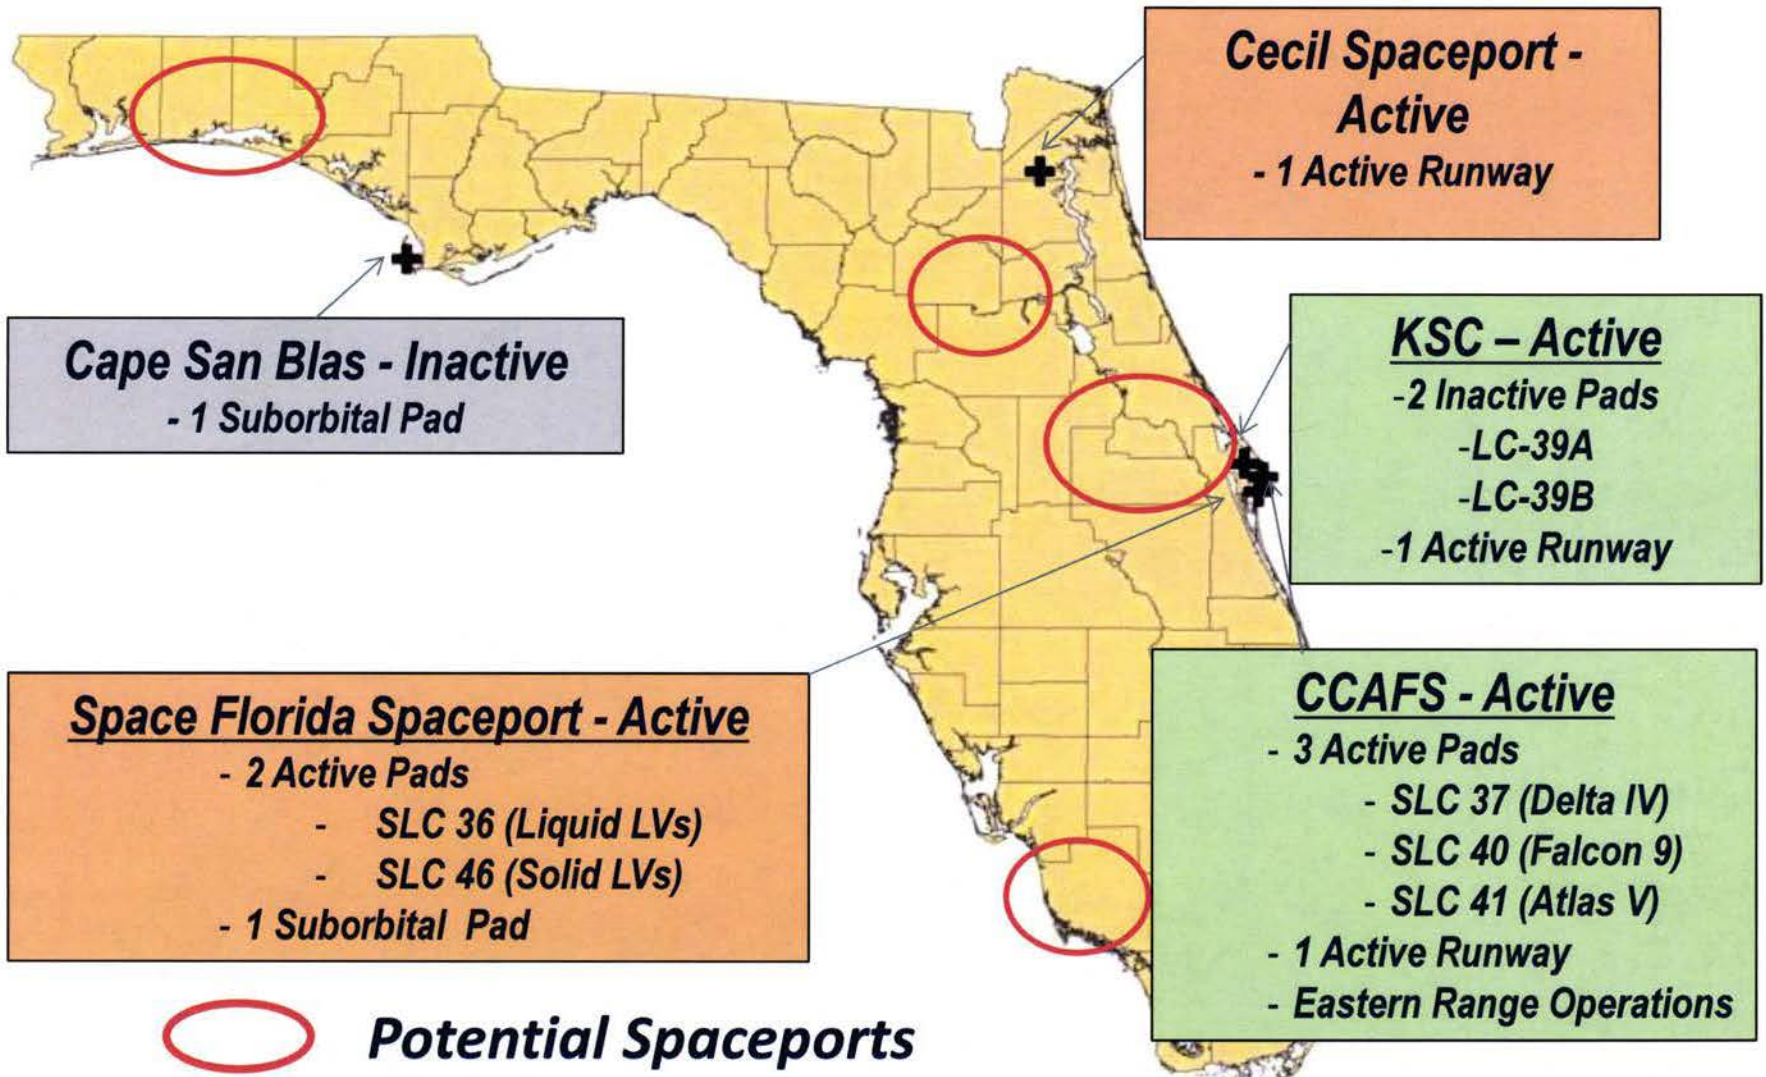 Cecil Spaceport -
Active
- 1 Active Runway
Cape San Blas - Inactive
- 1 Suborbital Pad
KSC – Active
-2 Inactive Pads
-LC-39A
-LC-39B
-1 Active Runway
Space Florida Spaceport - Active
- 2 Active Pads
- SLC 36 (Liquid LVs)
- SLC 46 (Solid LVs)
- 1 Suborbital Pad
CCAFS - Active
- 3 Active Pads
- SLC 37 (Delta IV)
- SLC 40 (Falcon 9)
- SLC 41 (Atlas V)
- 1 Active Runway
- Eastern Range Operations
Potential Spaceports